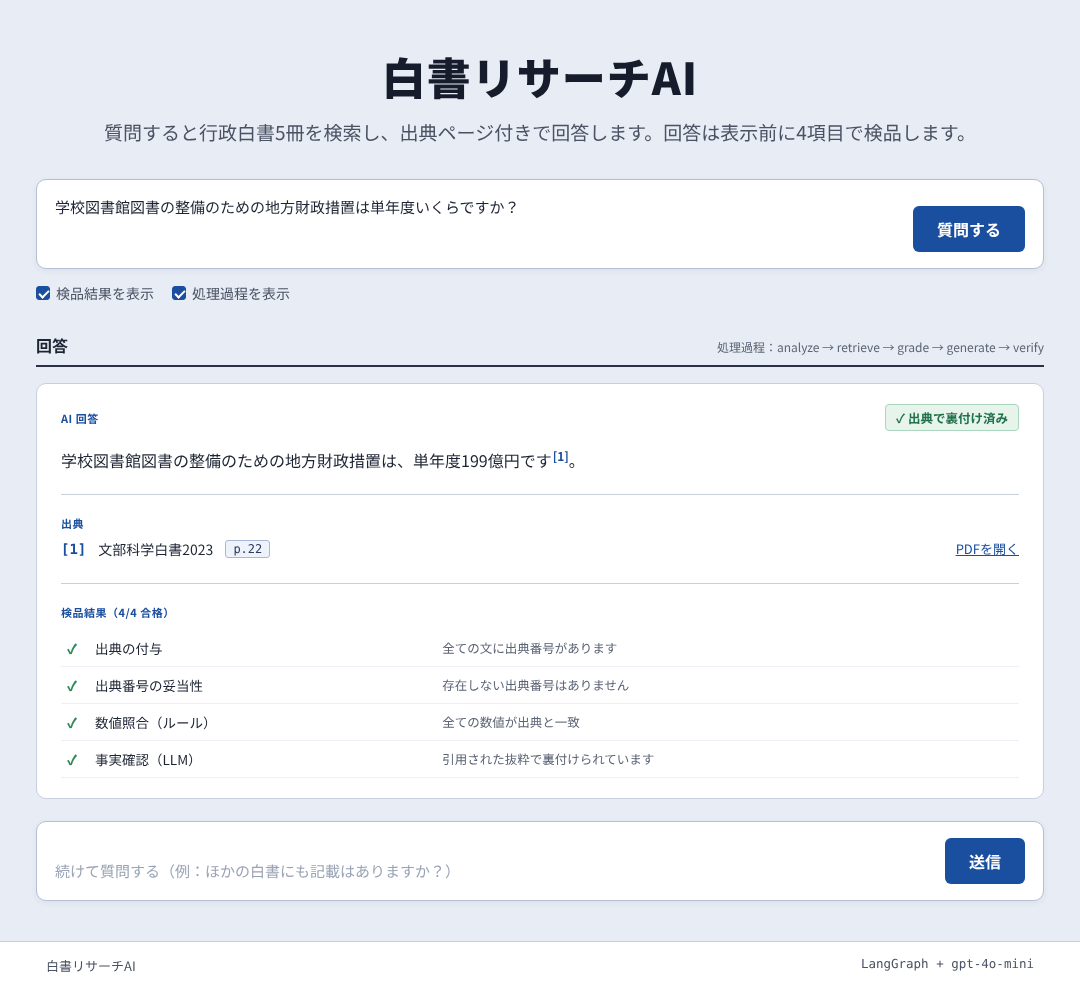 白書リサーチAI
質問すると行政白書5冊を検索し、出典ページ付きで回答します。回答は表示前に4項目で検品します。
学校図書館図書の整備のための地方財政措置は単年度いくらですか？
質問する
検品結果を表示 処理過程を表示
回答
処理過程：analyze → retrieve → grade → generate → verify
AI 回答
✓ 出典で裏付け済み
学校図書館図書の整備のための地方財政措置は、単年度199億円です[1]。
出典
[1] 文部科学白書2023 p.22 PDFを開く
検品結果（4/4 合格）
✓ 出典の付与 全ての文に出典番号があります
✓ 出典番号の妥当性 存在しない出典番号はありません
✓ 数値照合（ルール） 全ての数値が出典と一致
✓ 事実確認（LLM） 引用された抜粋で裏付けられています
続けて質問する（例：ほかの白書にも記載はありますか？）
送信
白書リサーチAI
LangGraph + gpt-4o-mini